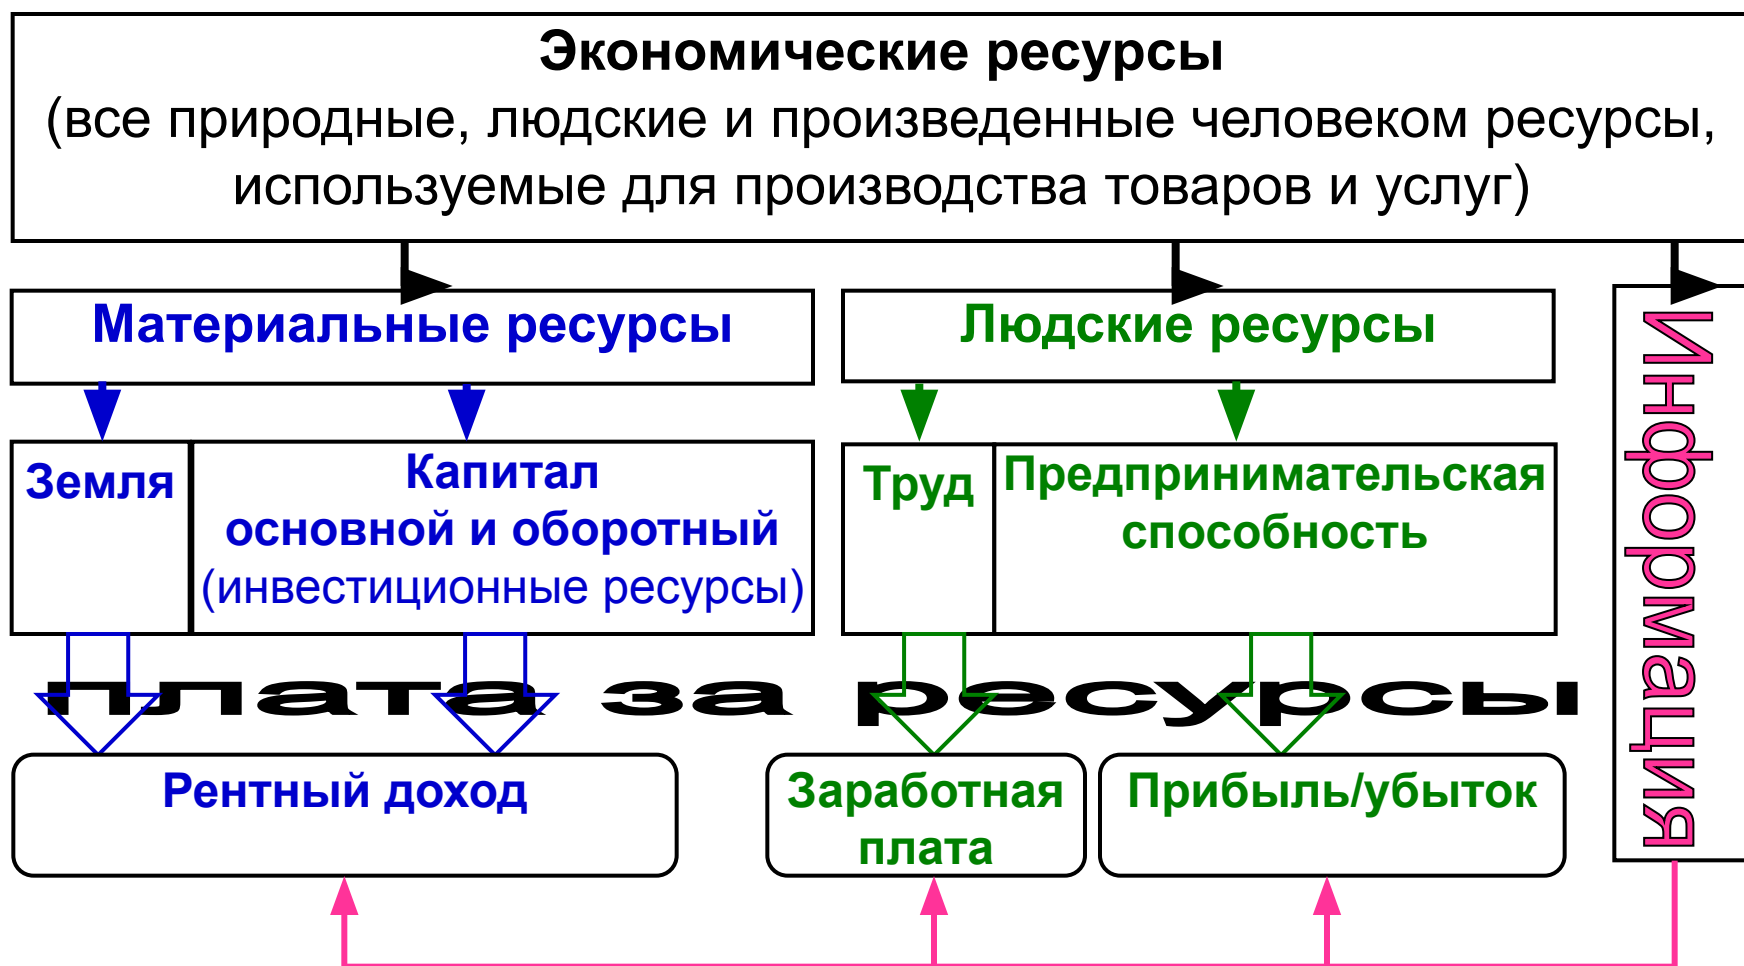 Экономические ресурсы
(все природные, людские и произведенные человеком ресурсы,
используемые для производства товаров и услуг)
Материальные ресурсы
Людские ресурсы
Информация
Земля
Капитал
основной и оборотный
(инвестиционные ресурсы)
Труд
Предпринимательская
способность
плата за ресурсы
Рентный доход
Заработная
плата
Прибыль/убыток